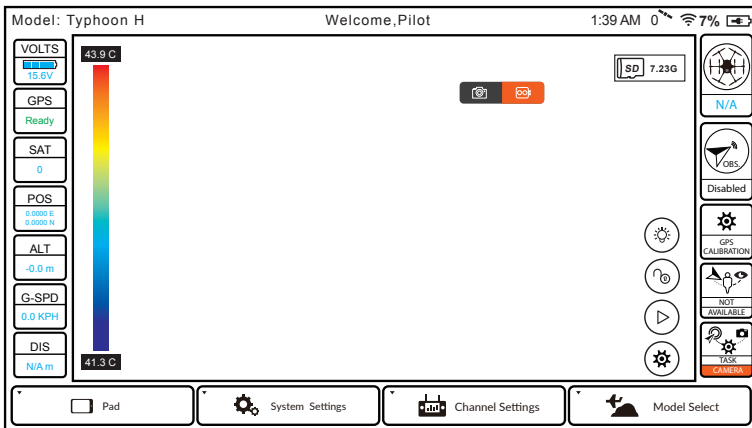 Model: Typhoon H
Welcome,Pilot
1:39 AM 0 7%
VOLTS
15.6V
GPS
Ready
SAT
0
POS
0.0000 E
0.0000 N
ALT
-0.0 m
G-SPD
0.0 KPH
DIS
N/A m
43.9 C
41.3 C
SD 7.23G
N/A
OBS.
Disabled
GPS
CALIBRATION
NOT
AVAILABLE
TASK
CAMERA
Pad
System Settings
Channel Settings
Model Select